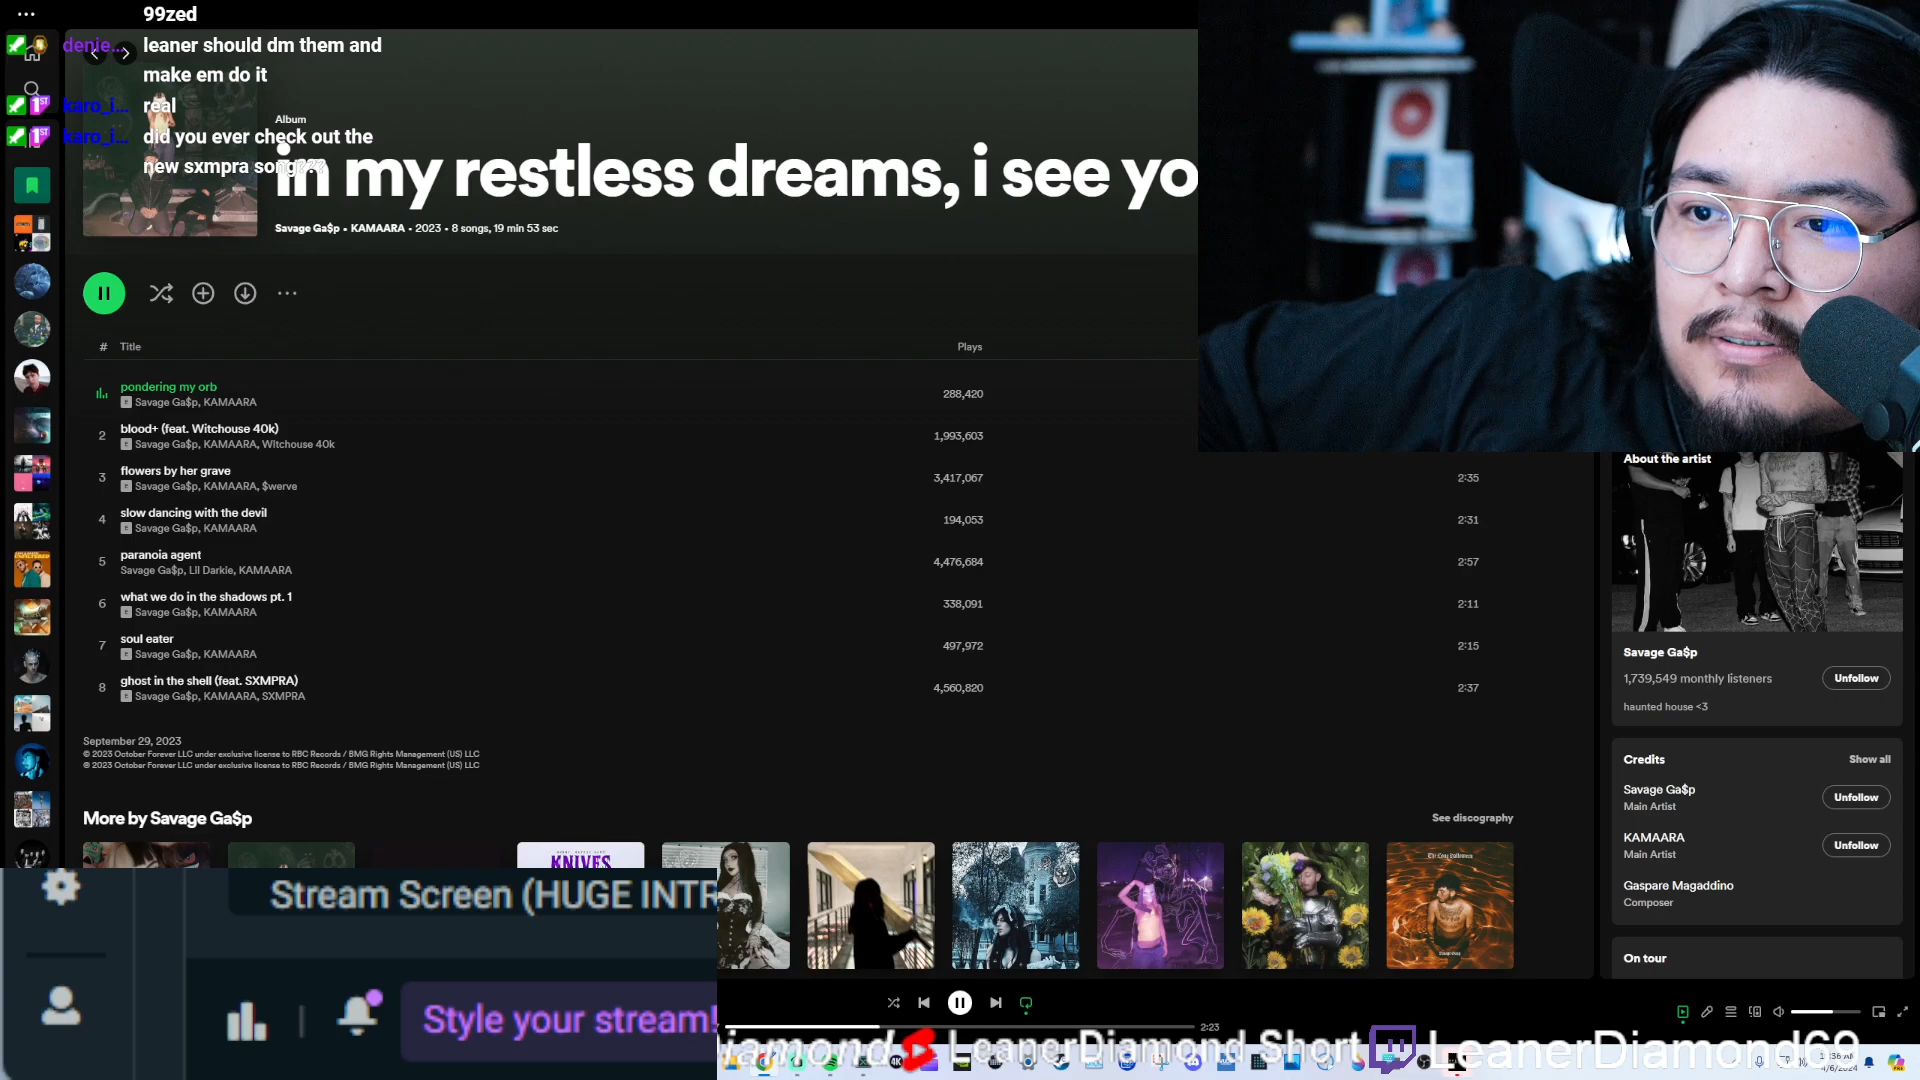 99zed
denie... leaner should dm them and
make em do it
karo_i... real
karo_i... did you ever check out the
new sxmpra song???
Album
in my restless dreams, i see yo
Savage Ga$p • KAMAARA • 2023 • 8 songs, 19 min 53 sec
# Title Plays
pondering my orb
E Savage Ga$p, KAMAARA
288,420
2 blood+ (feat. Witchouse 40k)
E Savage Ga$p, KAMAARA, Witchouse 40k
1,993,603
3 flowers by her grave
E Savage Ga$p, KAMAARA, $werve
3,417,067 2:35
4 slow dancing with the devil
E Savage Ga$p, KAMAARA
194,053 2:31
5 paranoia agent
Savage Ga$p, Lil Darkie, KAMAARA
4,476,684 2:57
6 what we do in the shadows pt. 1
E Savage Ga$p, KAMAARA
338,091 2:11
7 soul eater
E Savage Ga$p, KAMAARA
497,972 2:15
8 ghost in the shell (feat. SXMPRA)
E Savage Ga$p, KAMAARA, SXMPRA
4,560,820 2:37
September 29, 2023
© 2023 October Forever LLC under exclusive license to RBC Records / BMG Rights Management (US) LLC
℗ 2023 October Forever LLC under exclusive license to RBC Records / BMG Rights Management (US) LLC
More by Savage Ga$p
See discography
KNIVES
About the artist
Savage Ga$p
1,739,549 monthly listeners
Unfollow
haunted house <3
Credits Show all
Savage Ga$p
Main Artist
Unfollow
KAMAARA
Main Artist
Unfollow
Gaspare Magaddino
Composer
On tour
Stream Screen (HUGE INTR
Style your stream!
2:23
iamond LeanerDiamond Short LeanerDiamond69
4/6/2024